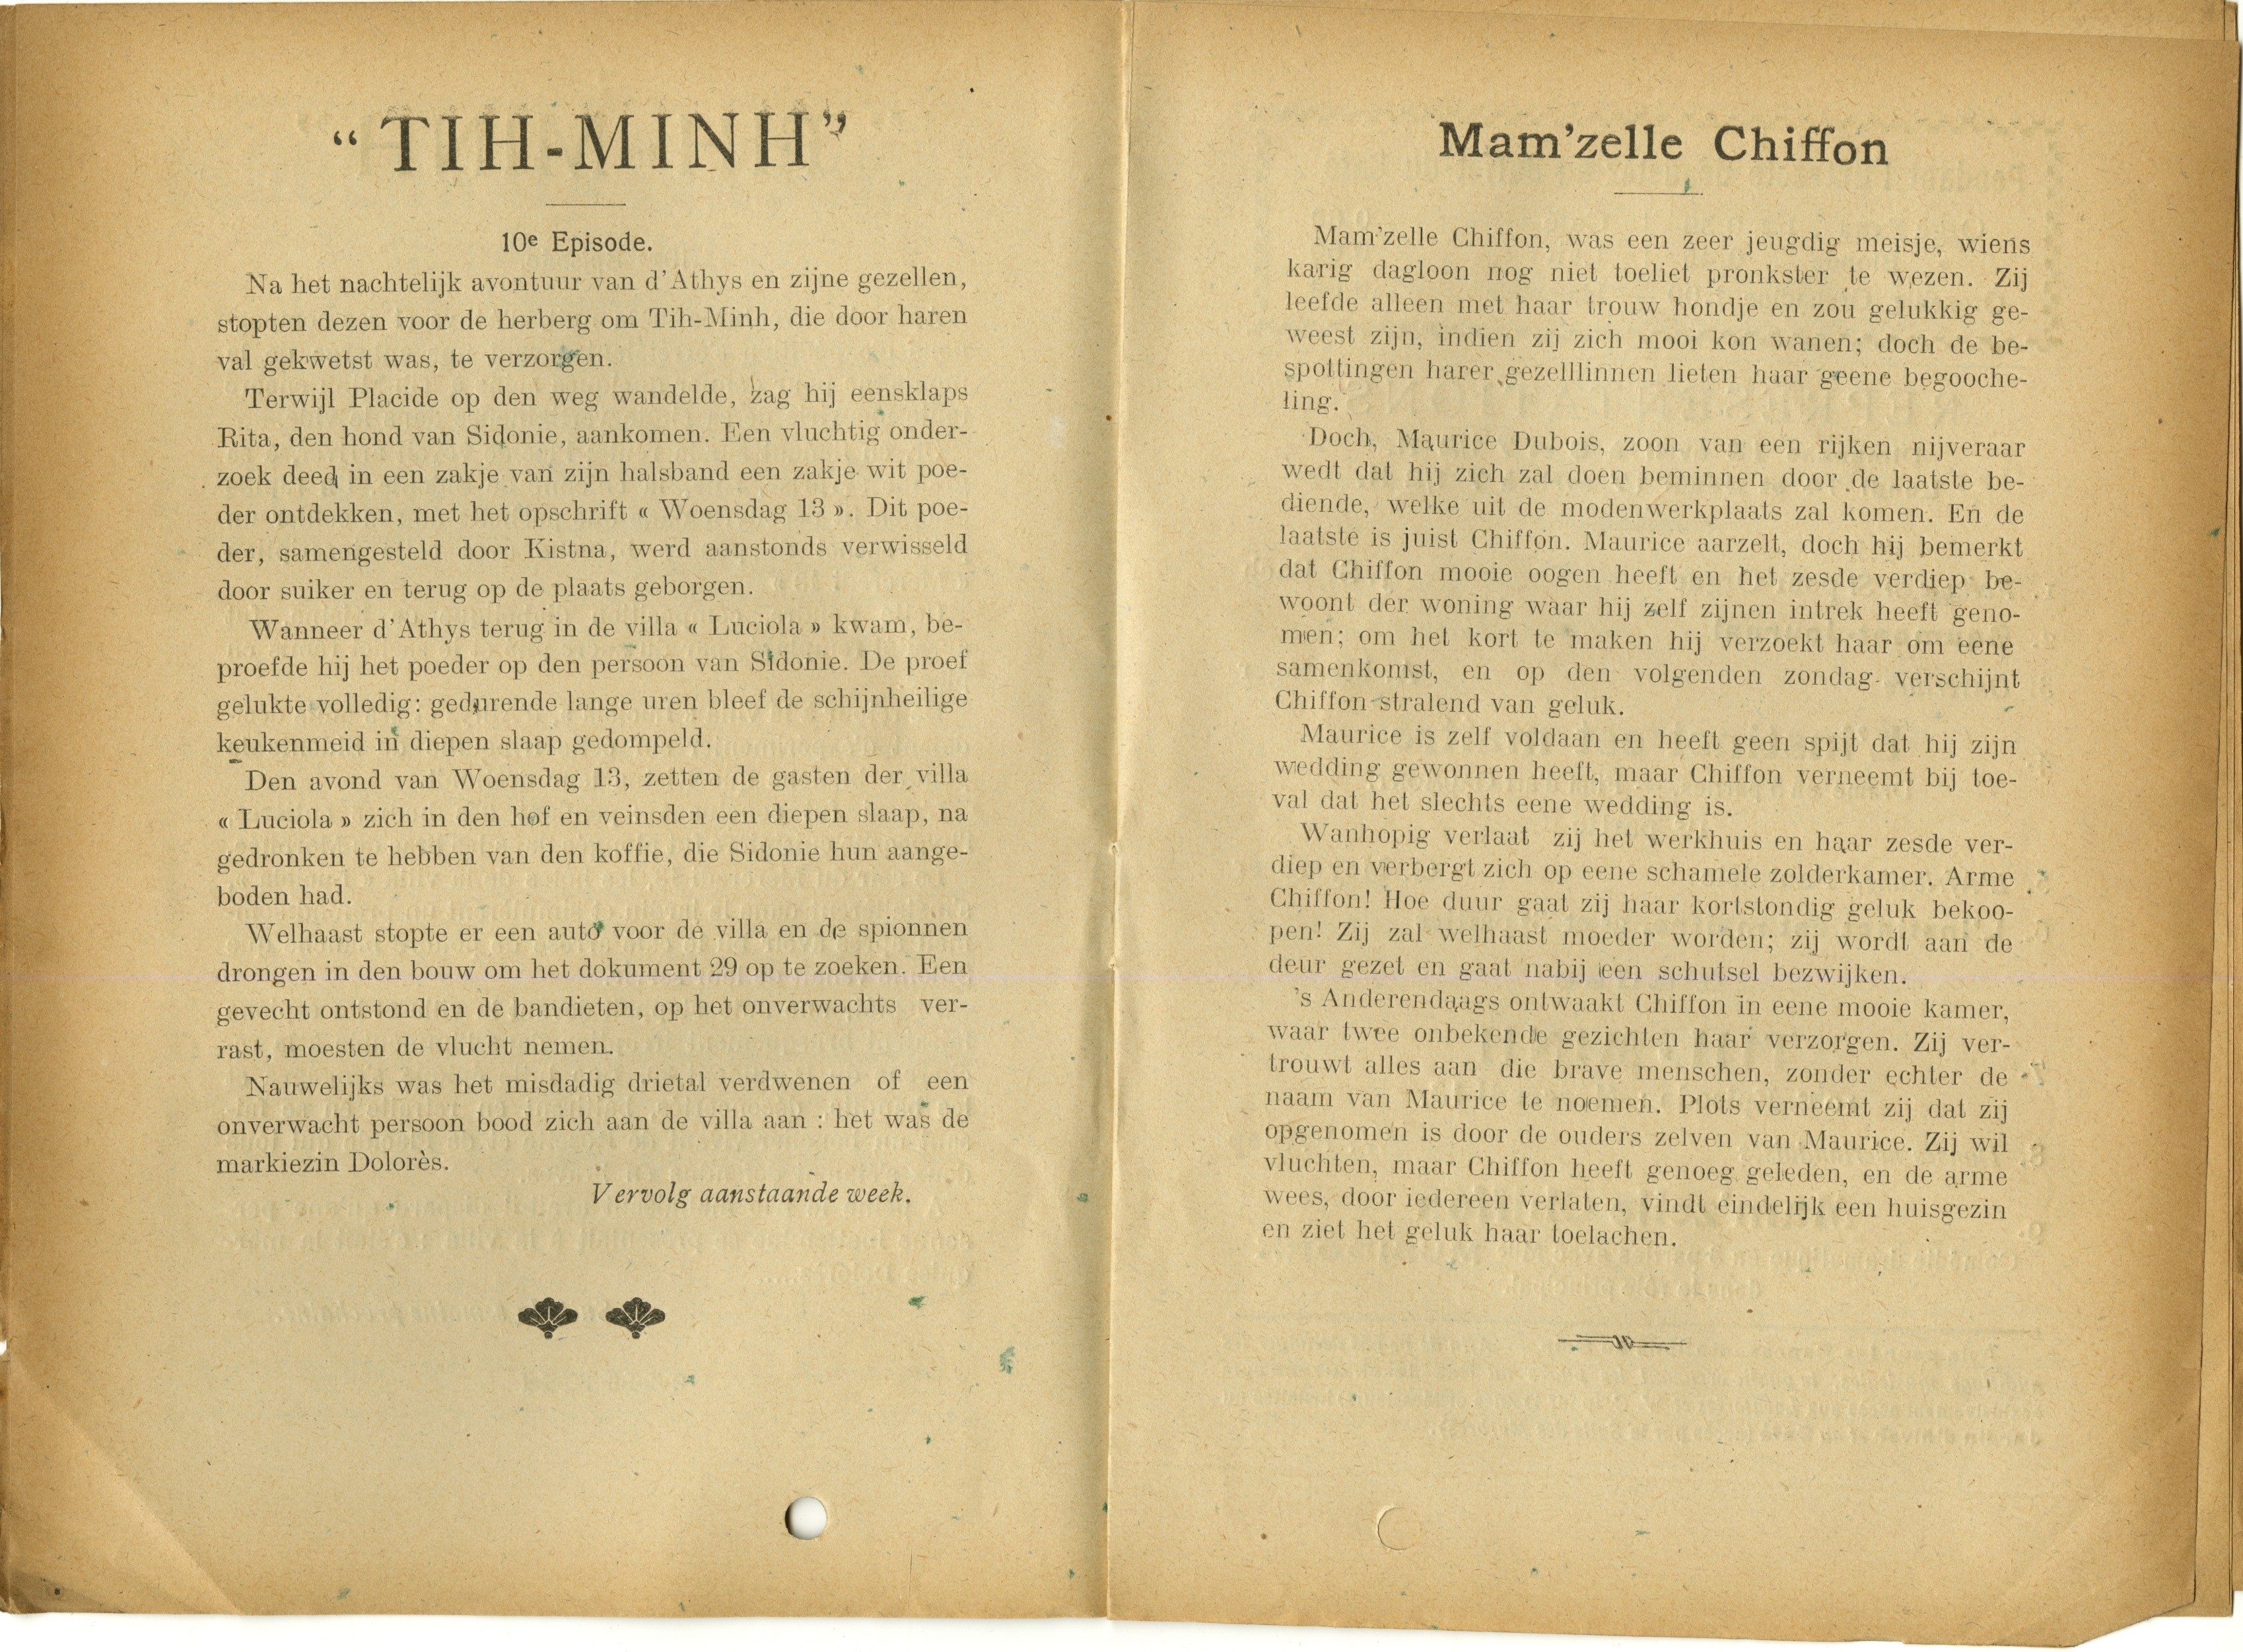 “TIH-MINH”
10e Episode.
Na het nachtelijk avontuur van d’Athys en zijne gezellen,
stopten dezen voor de herberg om Tih-Minh, die door haren
val gekwetst was, te verzorgen.
Terwijl Placide op den weg wandelde, zag hij eensklaps
Rita, den hond van Sidonie, aankomen. Een vluchtig onder-
zoek deed in een zakje van zijn halsband een zakje wit poe-
der ontdekken, met het opschrift « Woensdag 13 ». Dit poe-
der, samengesteld door Kistna, werd aanstonds verwisseld
door suiker en terug op de plaats geborgen.
Wanneer d’Athys terug in de villa « Luciola » kwam, be-
proefde hij het poeder op den persoon van Sidonie. De proef
gelukte volledig: gedurende lange uren bleef de schijnheilige
keukenmeid in diepen slaap gedompeld.
Den avond van Woensdag 13, zetten de gasten der villa
« Luciola » zich in den hof en veinsden een diepen slaap, na
gedronken te hebben van den koffie, die Sidonie hun aange-
boden had.
Welhaast stopte er een auto voor de villa en de spionnen
drongen in den bouw om het dokument 29 op te zoeken. Een
gevecht ontstond en de bandieten, op het onverwachts ver-
rast, moesten de vlucht nemen.
Nauwelijks was het misdadig drietal verdwenen of een
onverwacht persoon bood zich aan de villa aan : het was de
markiezin Dolorès.
Vervolg aanstaande week.
Mam’zelle Chiffon
Mam’zelle Chiffon, was een zeer jeugdig meisje, wiens
karig dagloon nog niet toeliet pronkster te wezen. Zij
leefde alleen met haar trouw hondje en zou gelukkig ge-
weest zijn, indien zij zich mooi kon wanen; doch de be-
spottingen harer gezelllinnen lieten haar geene begooche-
ling.
Doch, Maurice Dubois, zoon van een rijken nijveraar
wedt dat hij zich zal doen beminnen door de laatste be-
diende, welke uit de modenwerkplaats zal komen. En de
laatste is juist Chiffon. Maurice aarzelt, doch hij bemerkt
dat Chiffon mooie oogen heeft en het zesde verdiep be-
woont der woning waar hij zelf zijnen intrek heeft geno-
men; om het kort te maken hij verzoekt haar om eene
samenkomst, en op den volgenden zondag verschijnt
Chiffon stralend van geluk.
Maurice is zelf voldaan en heeft geen spijt dat hij zijn
wedding gewonnen heeft, maar Chiffon verneemt bij toe-
val dat het slechts eene wedding is.
Wanhopig verlaat zij het werkhuis en haar zesde ver-
diep en verbergt zich op eene schamele zolderkamer. Arme
Chiffon! Hoe duur gaat zij haar kortstondig geluk bekoo-
pen! Zij zal welhaast moeder worden; zij wordt aan de
deur gezet en gaat nabij een schutsel bezwijken.
’s Anderendaags ontwaakt Chiffon in eene mooie kamer,
waar twee onbekende gezichten haar verzorgen. Zij ver-
trouwt alles aan die brave menschen, zonder echter de
naam van Maurice te noemen. Plots verneemt zij dat zij
opgenomen is door de ouders zelven van Maurice. Zij wil
vluchten, maar Chiffon heeft genoeg geleden, en de arme
wees, door iedereen verlaten, vindt eindelijk een huisgezin
en ziet het geluk haar toelachen.